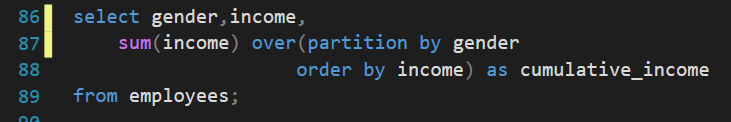 86 select gender,income,
87 sum(income) over(partition by gender
88 order by income) as cumulative_income
89 from employees;